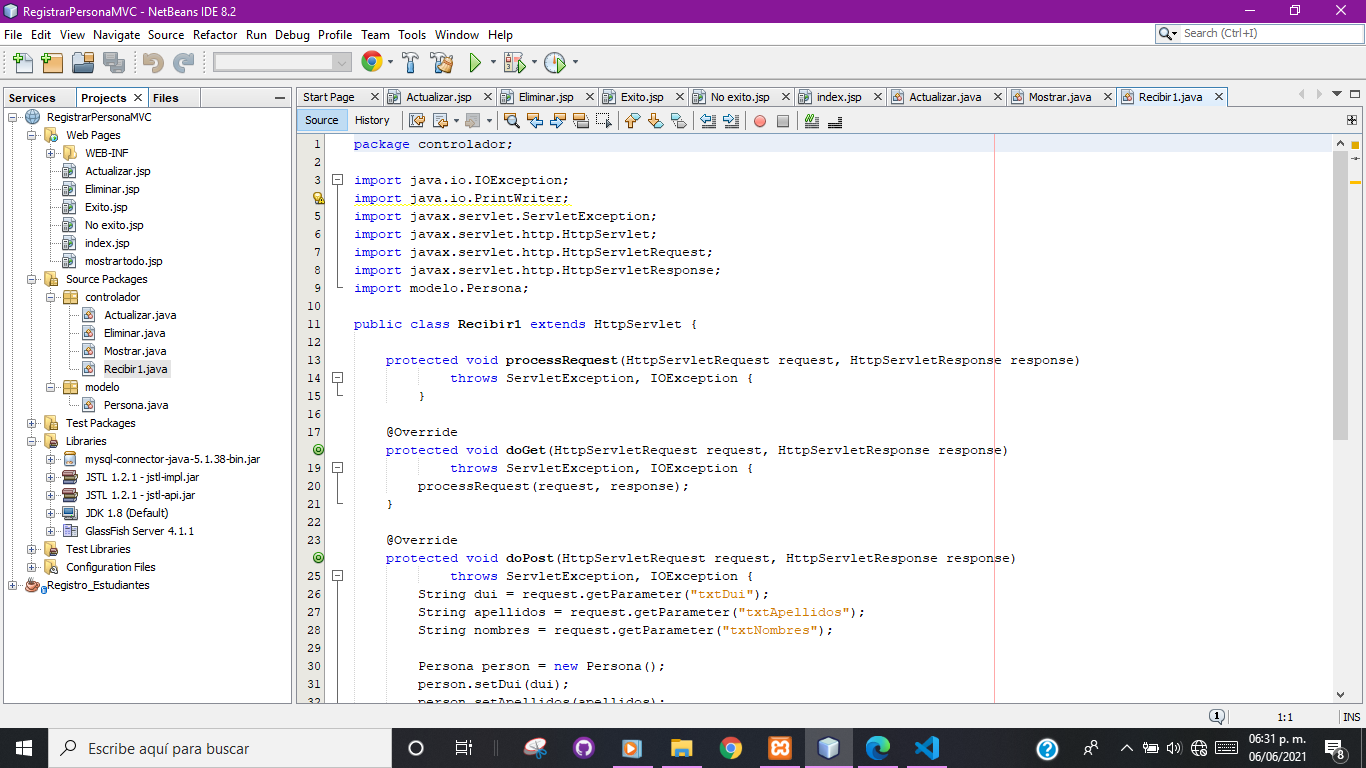 RegistrarPersonaMVC - NetBeans IDE 8.2
File Edit View Navigate Source Refactor Run Debug Profile Team Tools Window Help
Search (Ctrl+I)
Services Projects Files
RegistrarPersonaMVC
Web Pages
WEB-INF
Actualizar.jsp
Eliminar.jsp
Exito.jsp
No exito.jsp
index.jsp
mostrartodo.jsp
Source Packages
controlador
Actualizar.java
Eliminar.java
Mostrar.java
Recibir1.java
modelo
Persona.java
Test Packages
Libraries
mysql-connector-java-5.1.38-bin.jar
JSTL 1.2.1 - jstl-impl.jar
JSTL 1.2.1 - jstl-api.jar
JDK 1.8 (Default)
GlassFish Server 4.1.1
Test Libraries
Configuration Files
Registro_Estudiantes
Start Page Actualizar.jsp Eliminar.jsp Exito.jsp No exito.jsp index.jsp Actualizar.java Mostrar.java Recibir1.java
Source History
1 package controlador;
2
3 import java.io.IOException;
import java.io.PrintWriter;
5 import javax.servlet.ServletException;
6 import javax.servlet.http.HttpServlet;
7 import javax.servlet.http.HttpServletRequest;
8 import javax.servlet.http.HttpServletResponse;
9 import modelo.Persona;
10
11 public class Recibir1 extends HttpServlet {
12
13 protected void processRequest(HttpServletRequest request, HttpServletResponse response)
14 throws ServletException, IOException {
15 }
16
17 @Override
protected void doGet(HttpServletRequest request, HttpServletResponse response)
19 throws ServletException, IOException {
20 processRequest(request, response);
21 }
22
23 @Override
protected void doPost(HttpServletRequest request, HttpServletResponse response)
25 throws ServletException, IOException {
26 String dui = request.getParameter("txtDui");
27 String apellidos = request.getParameter("txtApellidos");
28 String nombres = request.getParameter("txtNombres");
29
30 Persona person = new Persona();
31 person.setDui(dui);
32 person.setApellidos(apellidos);
1 1:1 INS
Escribe aquí para buscar
06:31 p. m.
06/06/2021
8